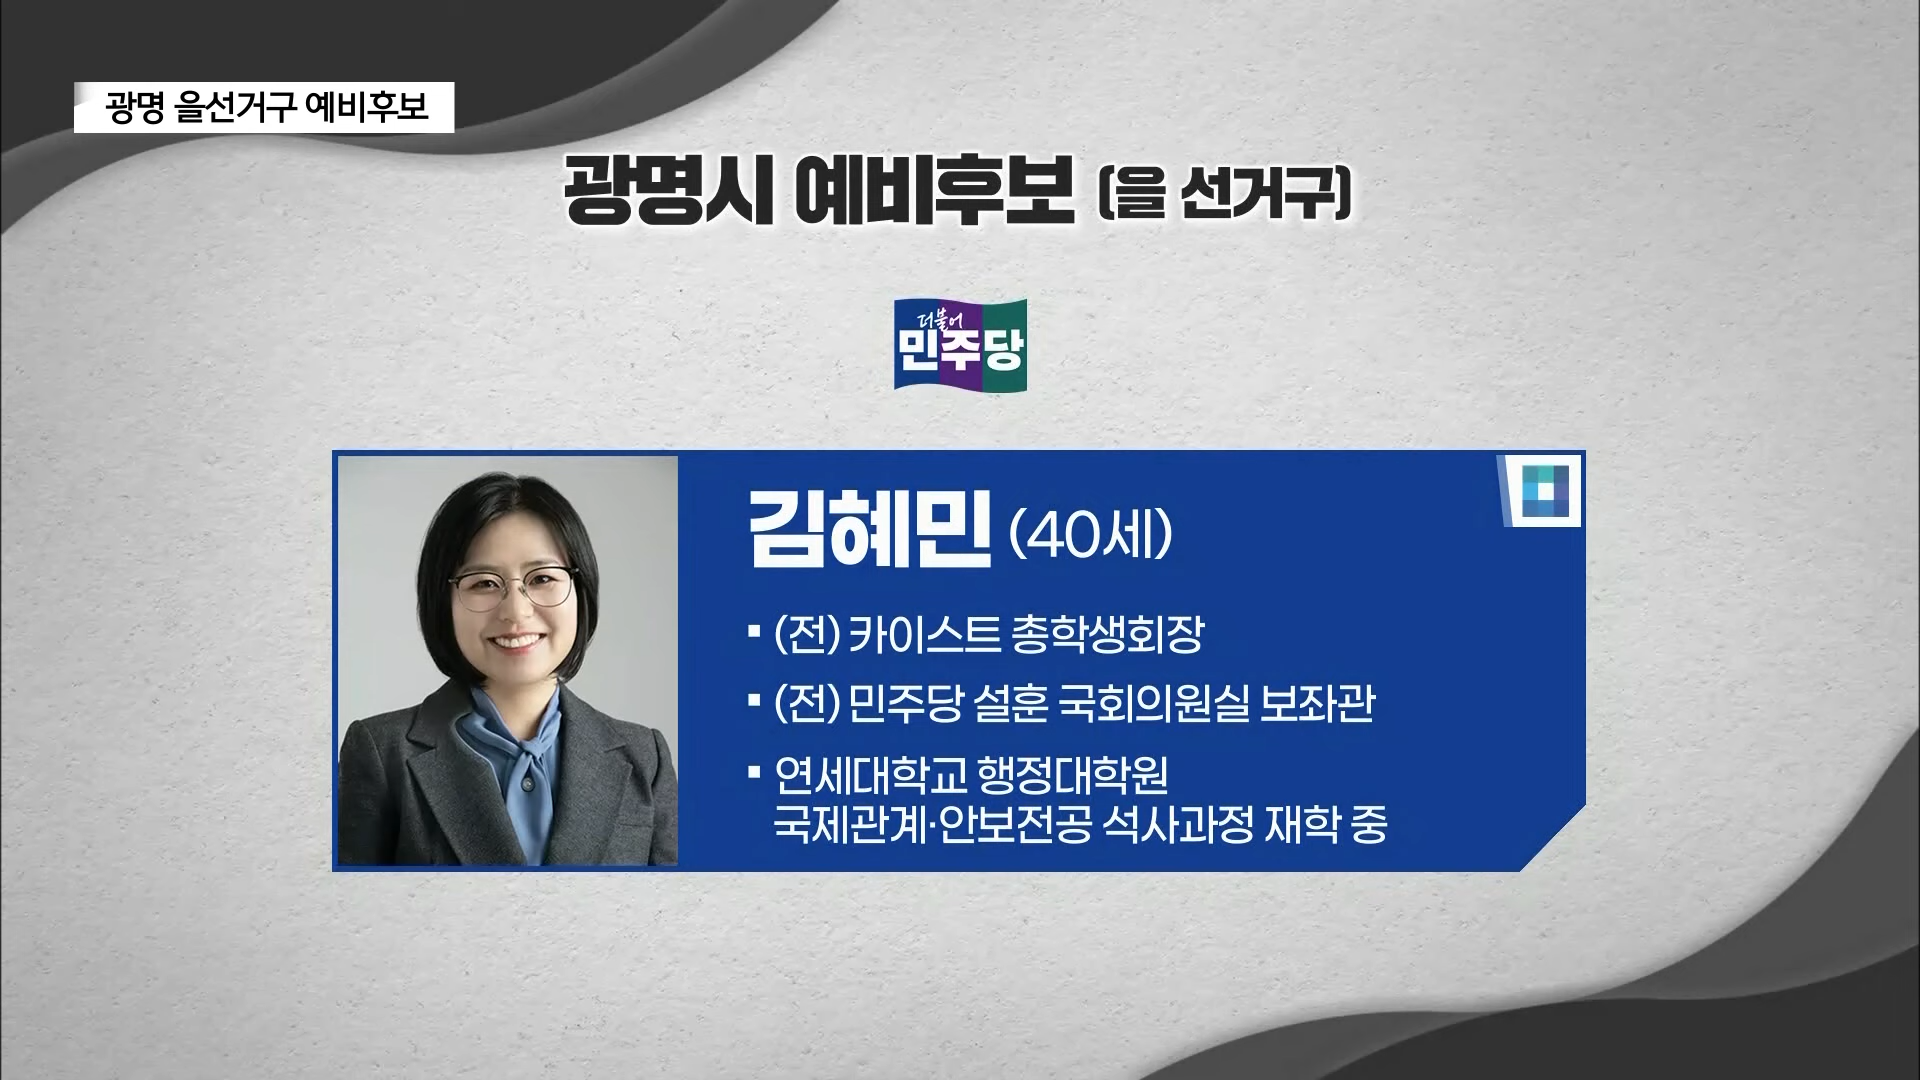 광명 을선거구 예비후보
광명시 예비후보 (을 선거구)
더불어
민주당
김혜민 (40세)
▪ (전) 카이스트 총학생회장
▪ (전) 민주당 설훈 국회의원실 보좌관
▪ 연세대학교 행정대학원
국제관계·안보전공 석사과정 재학 중